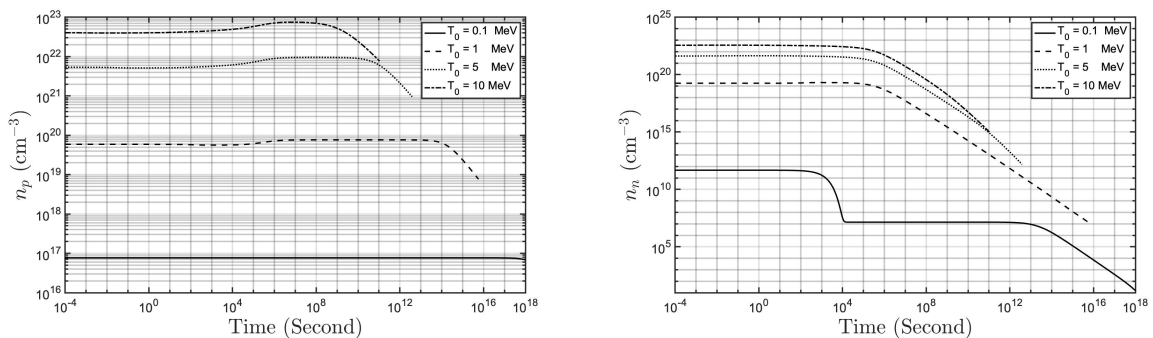 10^23
10^22
10^21
10^20
10^19
10^18
10^17
10^16
n_p (cm^−3)
10^-4
10^0
10^4
10^8
10^12
10^16
10^18
Time (Second)
T_0 = 0.1 MeV
T_0 = 1 MeV
T_0 = 5 MeV
T_0 = 10 MeV
10^25
10^20
10^15
10^10
10^5
n_n (cm^−3)
10^-4
10^0
10^4
10^8
10^12
10^16
10^18
Time (Second)
T_0 = 0.1 MeV
T_0 = 1 MeV
T_0 = 5 MeV
T_0 = 10 MeV